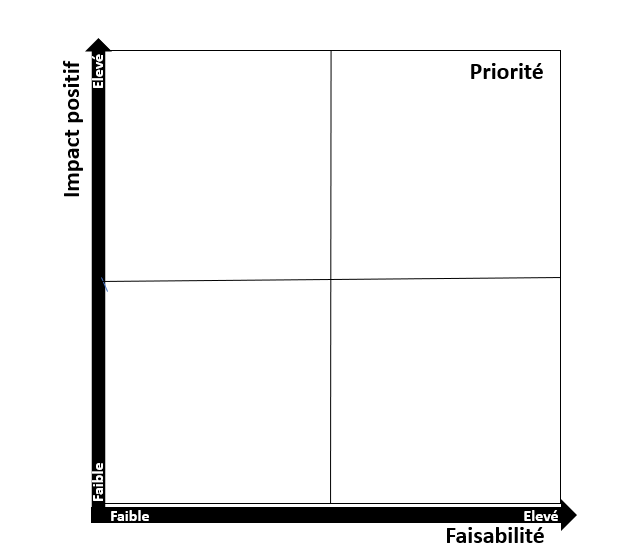 Priorité
Impact positif
Elevé
Faible
Faible
Elevé
Faisabilité